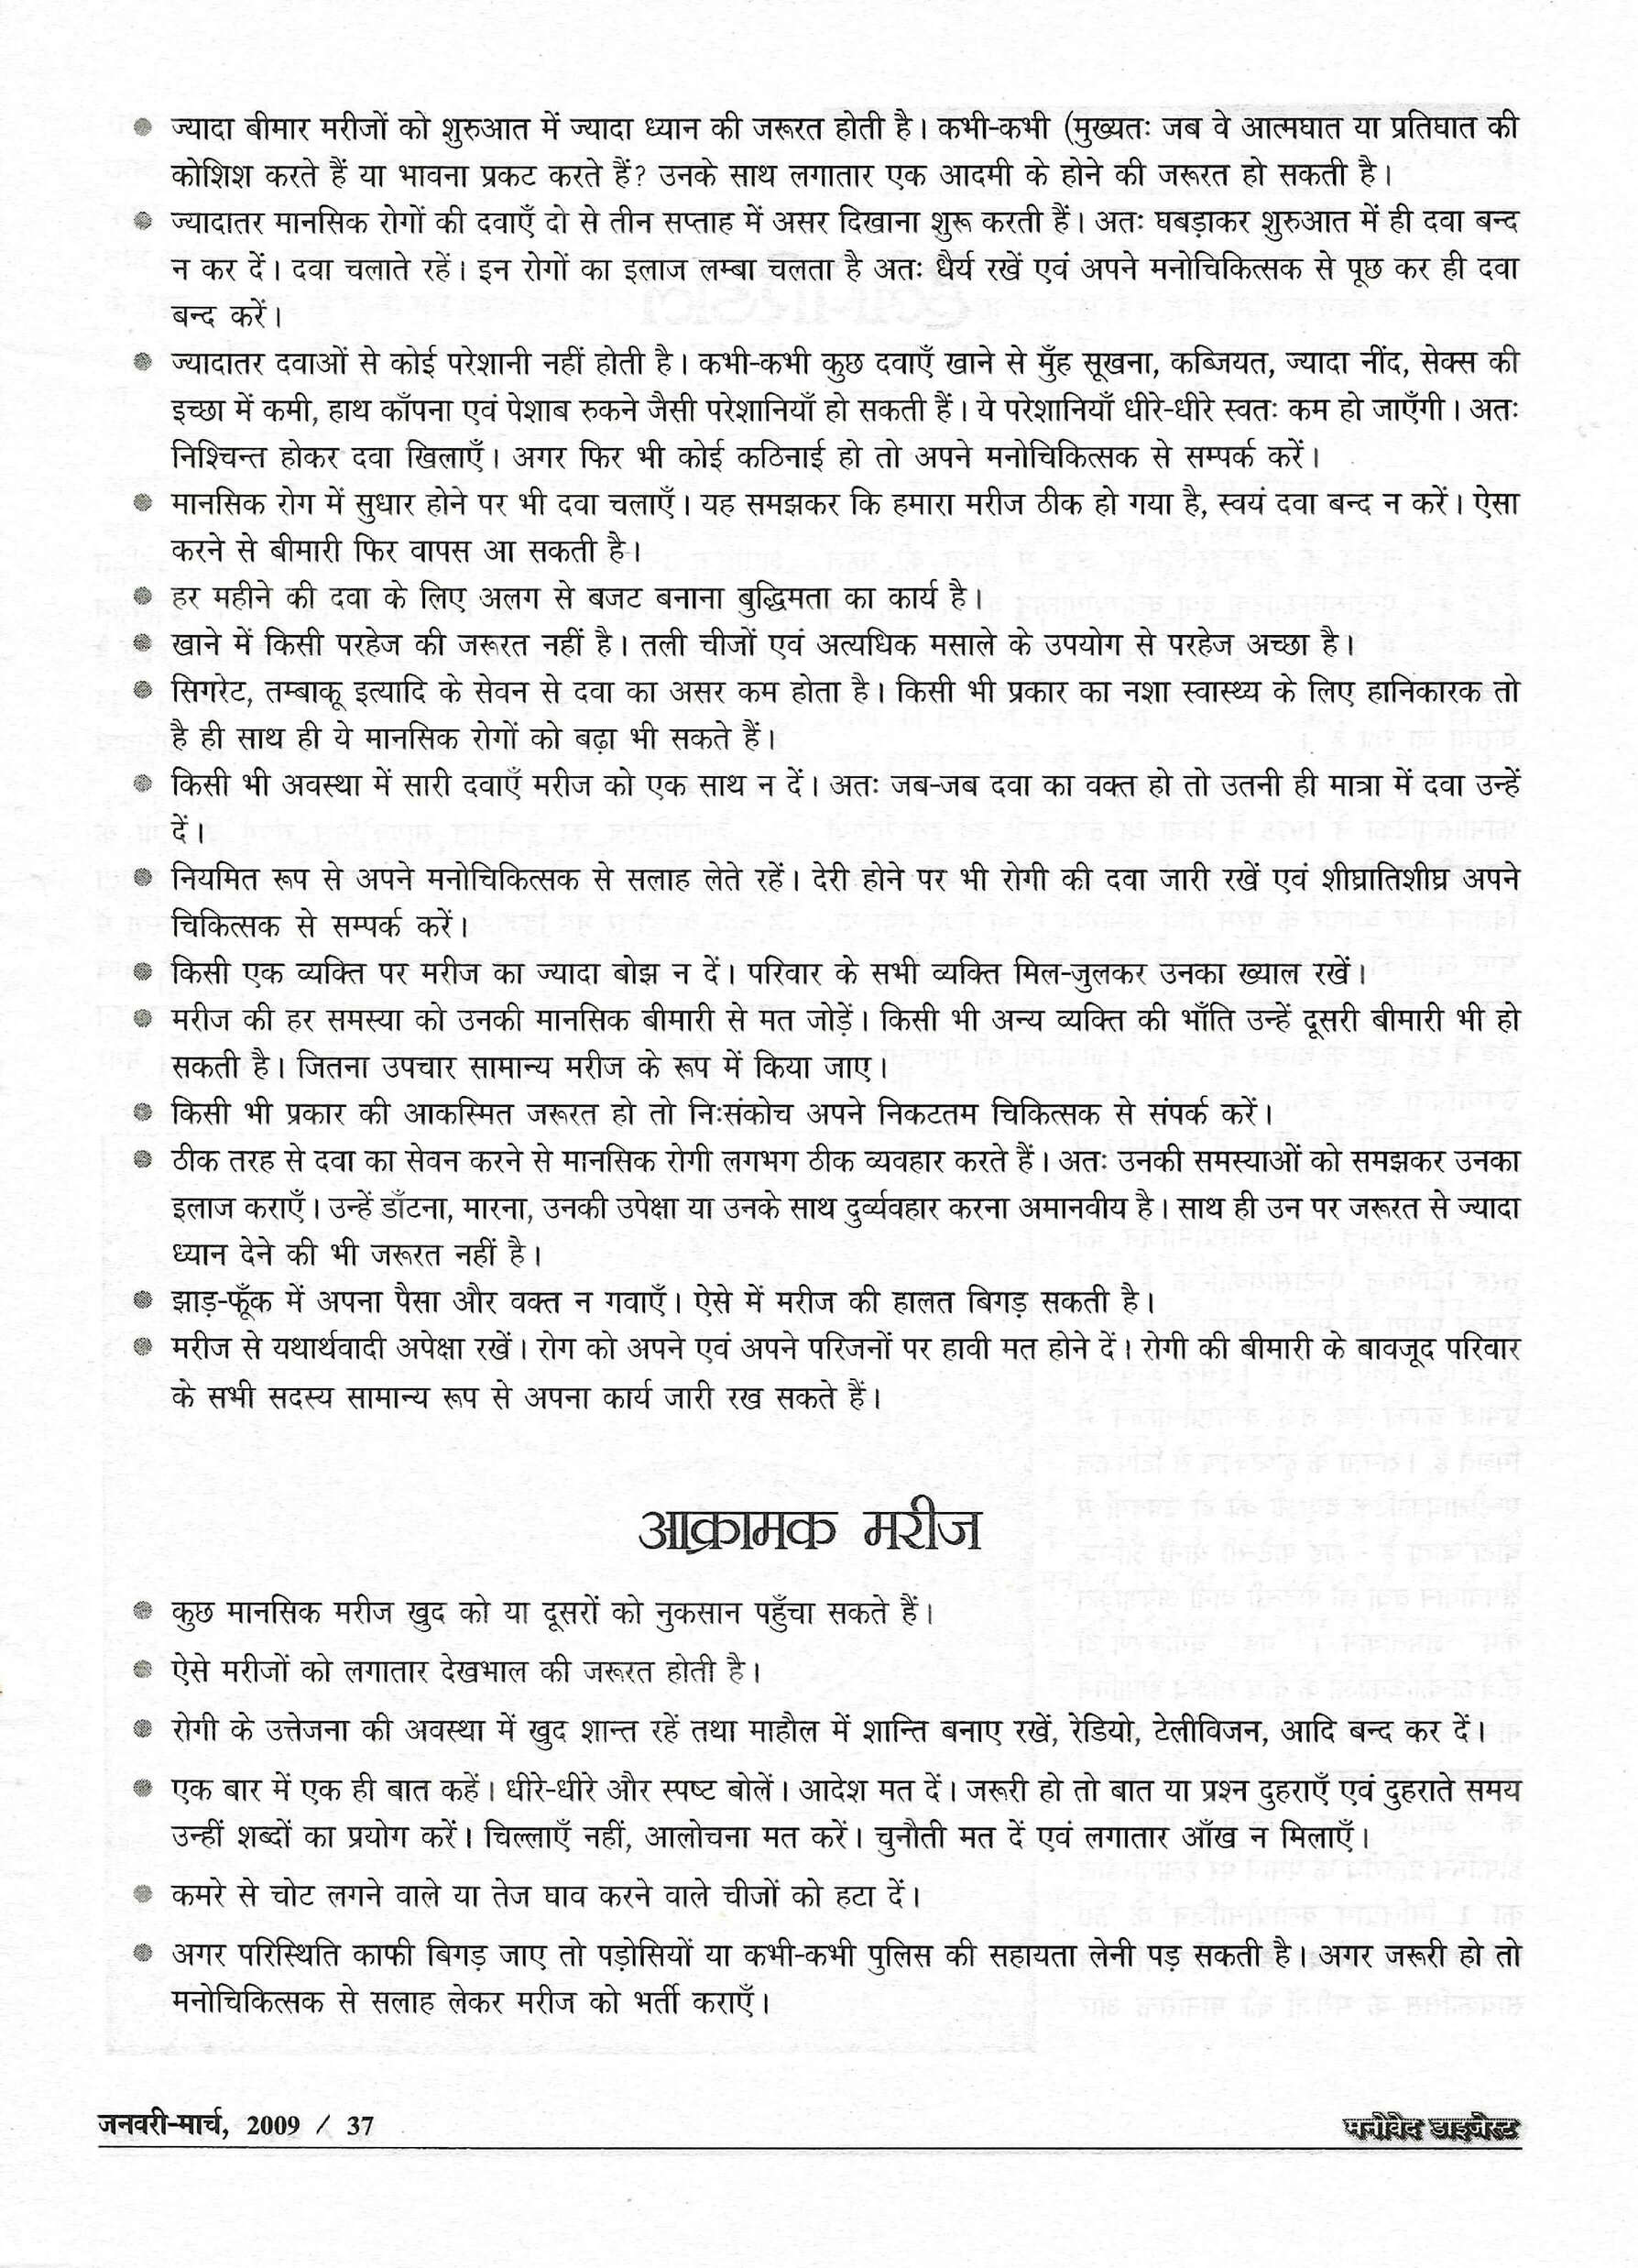 ● ज्यादा बीमार मरीजों को शुरुआत में ज्यादा ध्यान की जरूरत होती है। कभी-कभी (मुख्यतः जब वे आत्मघात या प्रतिघात की
कोशिश करते हैं या भावना प्रकट करते हैं? उनके साथ लगातार एक आदमी के होने की जरूरत हो सकती है।
● ज्यादातर मानसिक रोगों की दवाएँ दो से तीन सप्ताह में असर दिखाना शुरू करती हैं। अतः घबड़ाकर शुरुआत में ही दवा बन्द
न कर दें। दवा चलाते रहें। इन रोगों का इलाज लम्बा चलता है अतः धैर्य रखें एवं अपने मनोचिकित्सक से पूछ कर ही दवा
बन्द करें।
● ज्यादातर दवाओं से कोई परेशानी नहीं होती है। कभी-कभी कुछ दवाएँ खाने से मुँह सूखना, कब्जियत, ज्यादा नींद, सेक्स की
इच्छा में कमी, हाथ काँपना एवं पेशाब रुकने जैसी परेशानियाँ हो सकती हैं। ये परेशानियाँ धीरे-धीरे स्वतः कम हो जाएँगी। अतः
निश्चिन्त होकर दवा खिलाएँ। अगर फिर भी कोई कठिनाई हो तो अपने मनोचिकित्सक से सम्पर्क करें।
● मानसिक रोग में सुधार होने पर भी दवा चलाएँ। यह समझकर कि हमारा मरीज ठीक हो गया है, स्वयं दवा बन्द न करें। ऐसा
करने से बीमारी फिर वापस आ सकती है।
● हर महीने की दवा के लिए अलग से बजट बनाना बुद्धिमता का कार्य है।
● खाने में किसी परहेज की जरूरत नहीं है। तली चीजों एवं अत्यधिक मसाले के उपयोग से परहेज अच्छा है।
● सिगरेट, तम्बाकू इत्यादि के सेवन से दवा का असर कम होता है। किसी भी प्रकार का नशा स्वास्थ्य के लिए हानिकारक तो
है ही साथ ही ये मानसिक रोगों को बढ़ा भी सकते हैं।
● किसी भी अवस्था में सारी दवाएँ मरीज को एक साथ न दें। अतः जब-जब दवा का वक्त हो तो उतनी ही मात्रा में दवा उन्हें
दें।
● नियमित रूप से अपने मनोचिकित्सक से सलाह लेते रहें। देरी होने पर भी रोगी की दवा जारी रखें एवं शीघ्रातिशीघ्र अपने
चिकित्सक से सम्पर्क करें।
● किसी एक व्यक्ति पर मरीज का ज्यादा बोझ न दें। परिवार के सभी व्यक्ति मिल-जुलकर उनका ख्याल रखें।
● मरीज की हर समस्या को उनकी मानसिक बीमारी से मत जोड़ें। किसी भी अन्य व्यक्ति की भाँति उन्हें दूसरी बीमारी भी हो
सकती है। जितना उपचार सामान्य मरीज के रूप में किया जाए।
● किसी भी प्रकार की आकस्मित जरूरत हो तो निःसंकोच अपने निकटतम चिकित्सक से संपर्क करें।
● ठीक तरह से दवा का सेवन करने से मानसिक रोगी लगभग ठीक व्यवहार करते हैं। अतः उनकी समस्याओं को समझकर उनका
इलाज कराएँ। उन्हें डाँटना, मारना, उनकी उपेक्षा या उनके साथ दुर्व्यवहार करना अमानवीय है। साथ ही उन पर जरूरत से ज्यादा
ध्यान देने की भी जरूरत नहीं है।
● झाड़-फूँक में अपना पैसा और वक्त न गवाएँ। ऐसे में मरीज की हालत बिगड़ सकती है।
● मरीज से यथार्थवादी अपेक्षा रखें। रोग को अपने एवं अपने परिजनों पर हावी मत होने दें। रोगी की बीमारी के बावजूद परिवार
के सभी सदस्य सामान्य रूप से अपना कार्य जारी रख सकते हैं।
आक्रामक मरीज
● कुछ मानसिक मरीज खुद को या दूसरों को नुकसान पहुँचा सकते हैं।
● ऐसे मरीजों को लगातार देखभाल की जरूरत होती है।
● रोगी के उत्तेजना की अवस्था में खुद शान्त रहें तथा माहौल में शान्ति बनाए रखें, रेडियो, टेलीविजन, आदि बन्द कर दें।
● एक बार में एक ही बात कहें। धीरे-धीरे और स्पष्ट बोलें। आदेश मत दें। जरूरी हो तो बात या प्रश्न दुहराएँ एवं दुहराते समय
उन्हीं शब्दों का प्रयोग करें। चिल्लाएँ नहीं, आलोचना मत करें। चुनौती मत दें एवं लगातार आँख न मिलाएँ।
● कमरे से चोट लगने वाले या तेज घाव करने वाले चीजों को हटा दें।
● अगर परिस्थिति काफी बिगड़ जाए तो पड़ोसियों या कभी-कभी पुलिस की सहायता लेनी पड़ सकती है। अगर जरूरी हो तो
मनोचिकित्सक से सलाह लेकर मरीज को भर्ती कराएँ।
जनवरी-मार्च, 2009 / 37
मनोवेद डाइजेस्ट